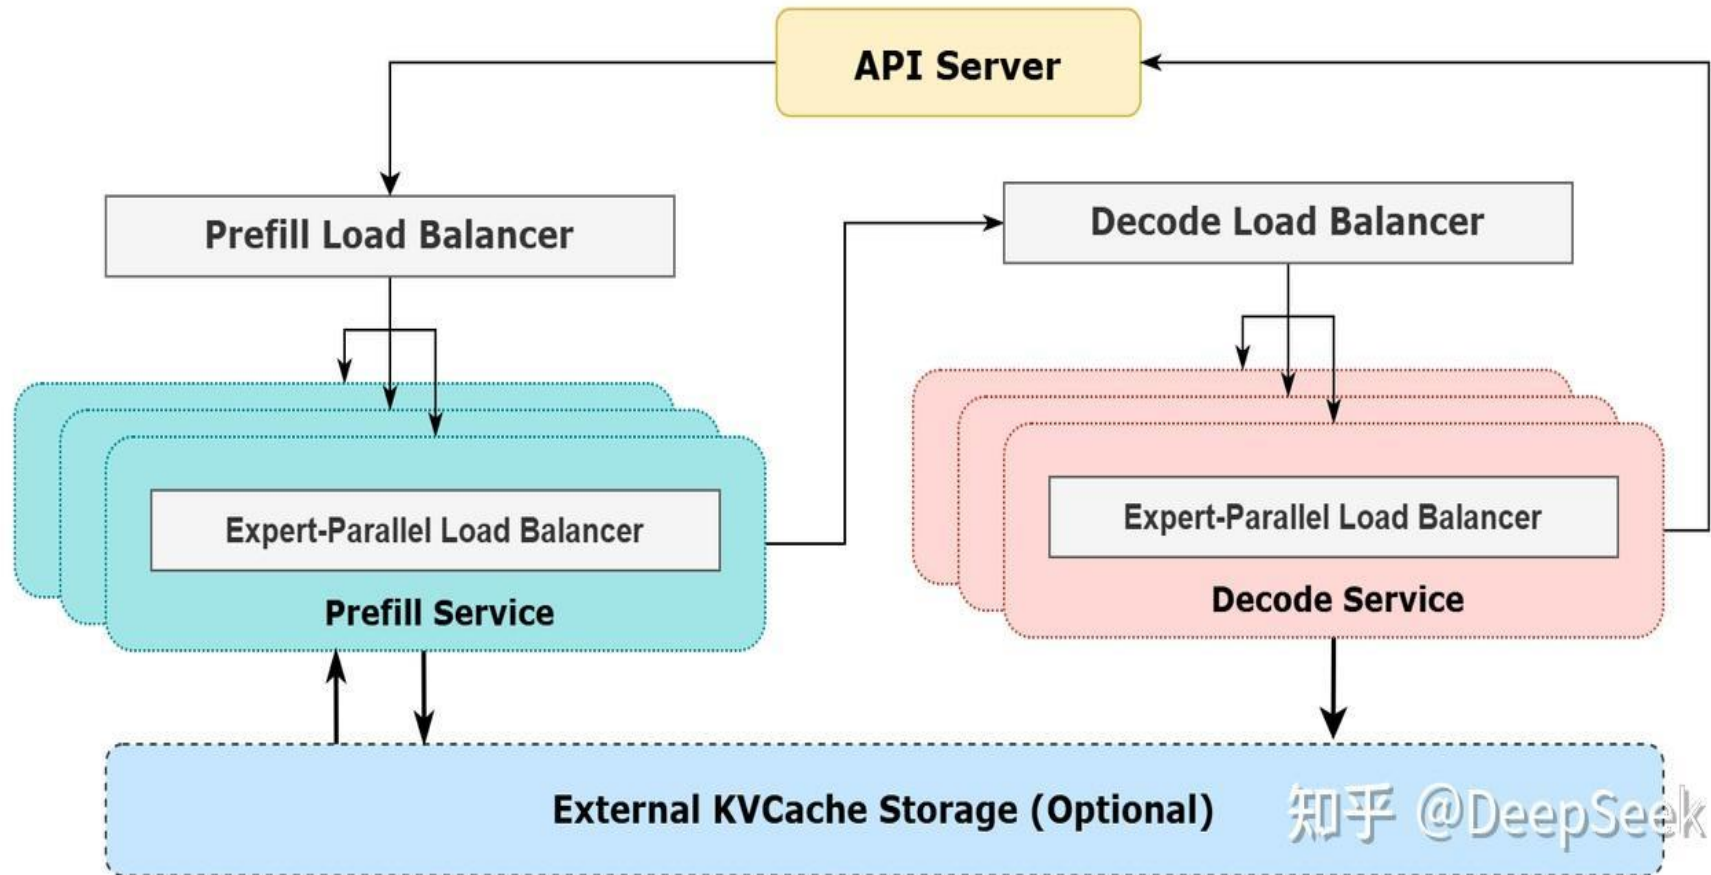 API Server
Prefill Load Balancer
Decode Load Balancer
Expert-Parallel Load Balancer
Prefill Service
Expert-Parallel Load Balancer
Decode Service
External KVCache Storage (Optional)
知乎 @DeepSeek